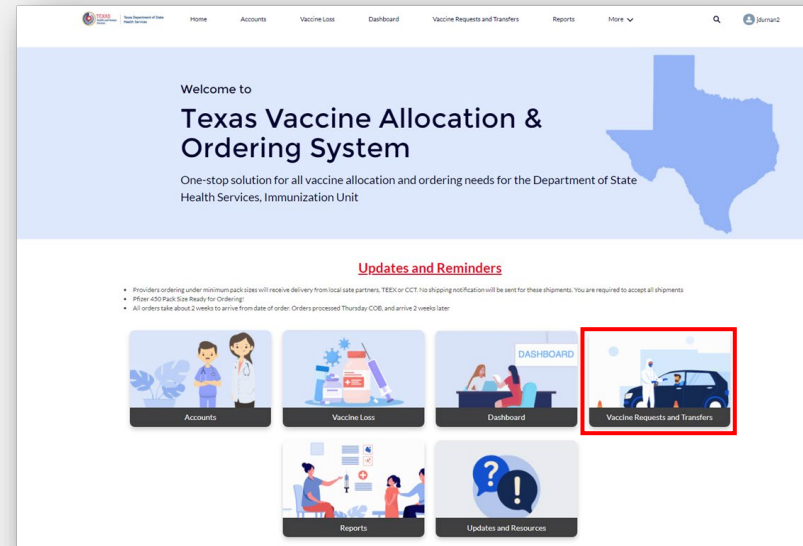 TEXAS
Health and Human Services
Texas Department of State
Health Services
Home
Accounts
Vaccine Loss
Dashboard
Vaccine Requests and Transfers
Reports
More
jdurnan2
Welcome to
Texas Vaccine Allocation &
Ordering System
One-stop solution for all vaccine allocation and ordering needs for the Department of State
Health Services, Immunization Unit
Updates and Reminders
• Providers ordering under minimum pack sizes will receive delivery from local sate partners, TEEX or CCT. No shipping notification will be sent for these shipments. You are required to accept all shipments
• Pfizer 450 Pack Size Ready for Ordering!
• All orders take about 2 weeks to arrive from date of order. Orders processed Thursday COB, and arrive 2 weeks later
DASHBOARD
Accounts
Vaccine Loss
Dashboard
Vaccine Requests and Transfers
Reports
Updates and Resources